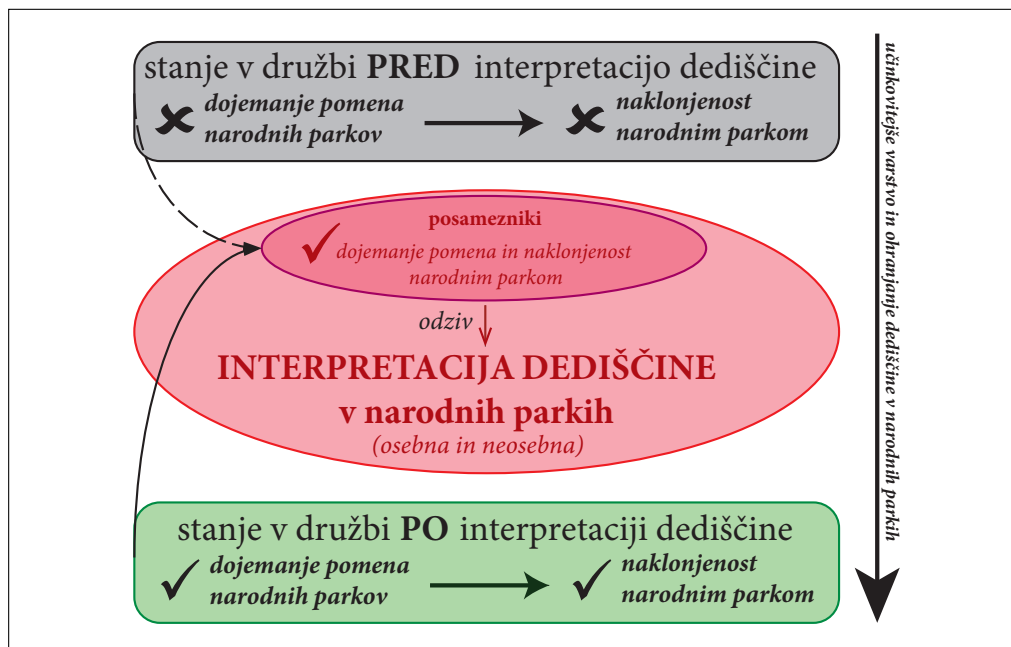 stanje v družbi PRED interpretacijo dediščine
dojemanje pomena
narodnih parkov
naklonjenost
narodnim parkom
posamezniki
dojemanje pomena in naklonjenost
narodnim parkom
odziv
INTERPRETACIJA DEDIŠČINE
v narodnih parkih
(osebna in neosebna)
stanje v družbi PO interpretaciji dediščine
dojemanje pomena
narodnih parkov
naklonjenost
narodnim parkom
učinkovitejše varstvo in ohranjanje dediščine v narodnih parkih